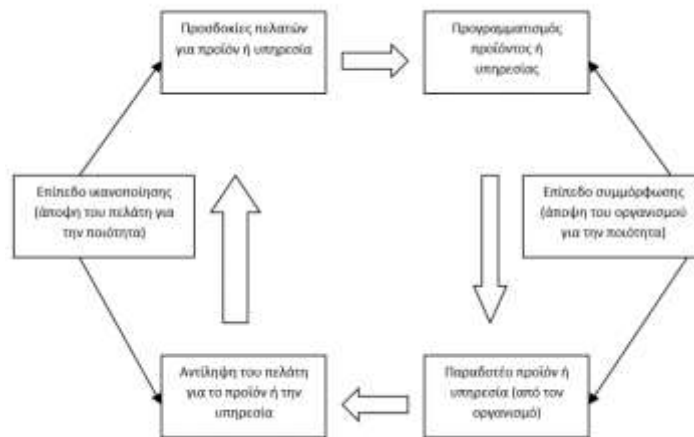 Προσδοκίες πελατών
για προϊόν ή υπηρεσία
Προγραμματισμός
προϊόντος ή
υπηρεσίας
Επίπεδο ικανοποίησης
(άποψη του πελάτη για
την ποιότητα)
Επίπεδο συμμόρφωσης
(άποψη του οργανισμού
για την ποιότητα)
Αντίληψη του πελάτη
για το προϊόν ή την
υπηρεσία
Παραδοτέο προϊόν ή
υπηρεσία (από τον
οργανισμό)